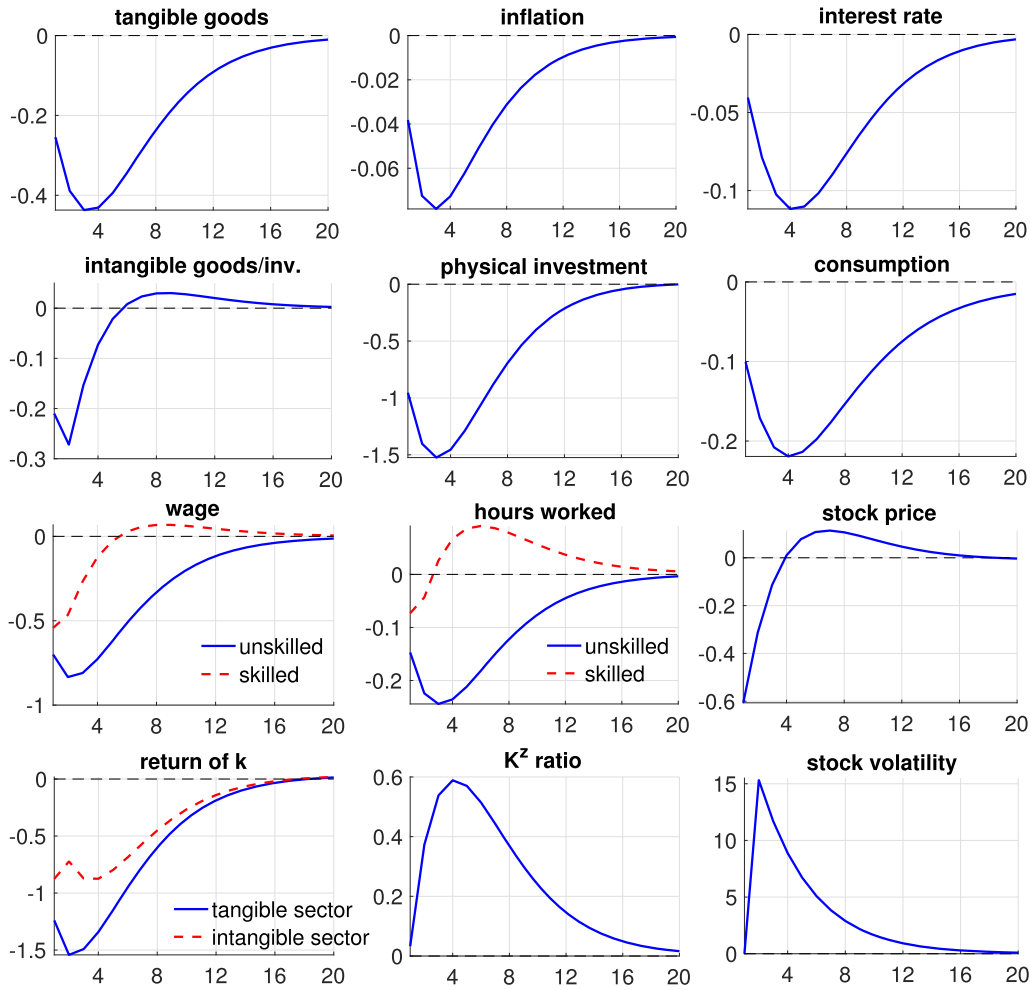 tangible goods
0
-0.2
-0.4
4 8 12 16 20
inflation
0
-0.02
-0.04
-0.06
4 8 12 16 20
interest rate
0
-0.05
-0.1
4 8 12 16 20
intangible goods/inv.
0
-0.1
-0.2
-0.3
4 8 12 16 20
physical investment
0
-0.5
-1
-1.5
4 8 12 16 20
consumption
0
-0.1
-0.2
4 8 12 16 20
wage
0
-0.5
-1
unskilled
skilled
4 8 12 16 20
hours worked
0
-0.1
-0.2
unskilled
skilled
4 8 12 16 20
stock price
0
-0.2
-0.4
-0.6
4 8 12 16 20
return of k
0
-0.5
-1
-1.5
tangible sector
intangible sector
4 8 12 16 20
K^z ratio
0.6
0.4
0.2
0
4 8 12 16 20
stock volatility
15
10
5
0
4 8 12 16 20